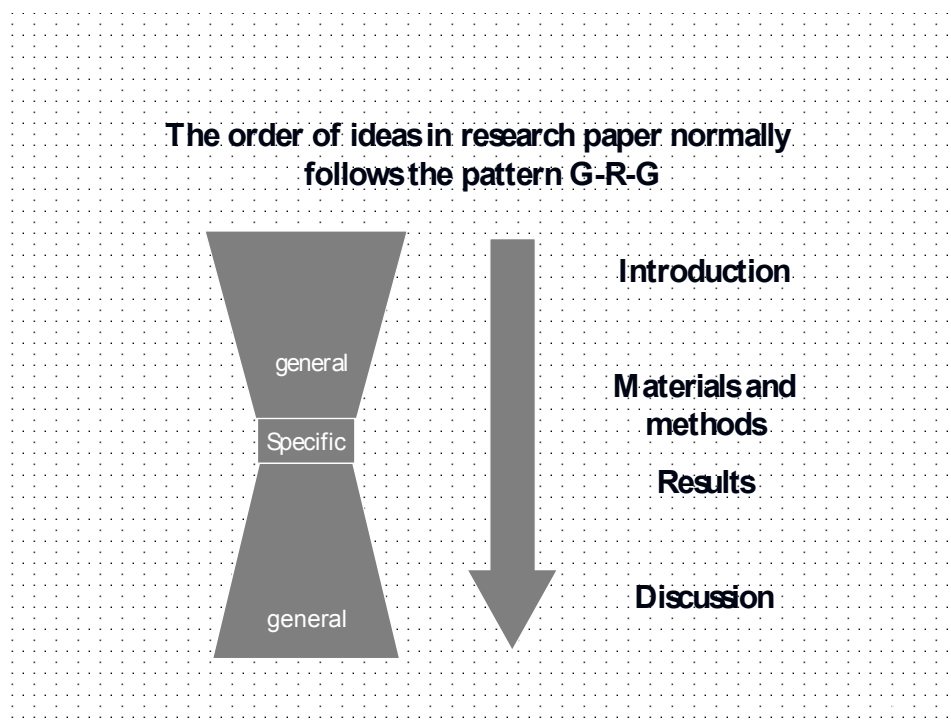 The order of ideas in research paper normally
follows the pattern G-R-G
Introduction
general
Materials and
methods
Specific
Results
Discussion
general